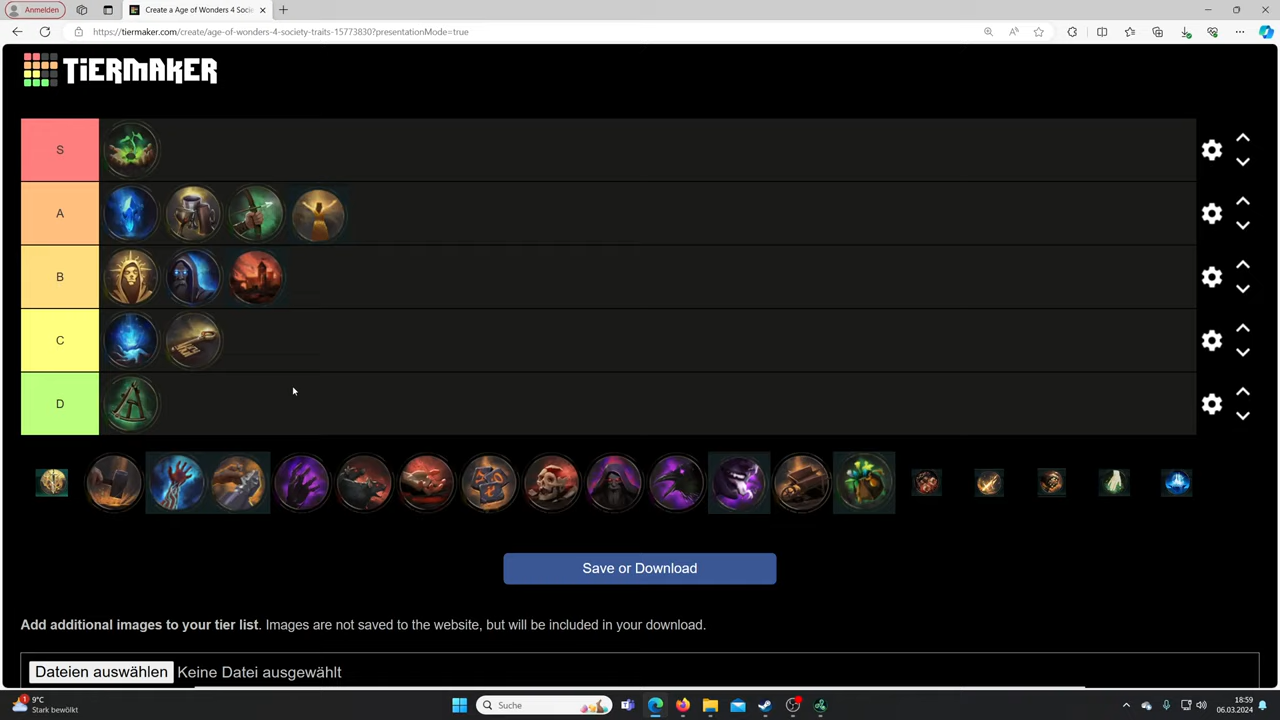 Anmelden
Create a Age of Wonders 4 Soci
https://tiermaker.com/create/age-of-wonders-4-society-traits-15773830?presentationMode=true
TiERMAKER
S
A
B
C
D
Save or Download
Add additional images to your tier list. Images are not saved to the website, but will be included in your download.
Dateien auswählen Keine Datei ausgewählt
1
9°C
Stark bewölkt
Suche
18:59
06.03.2024